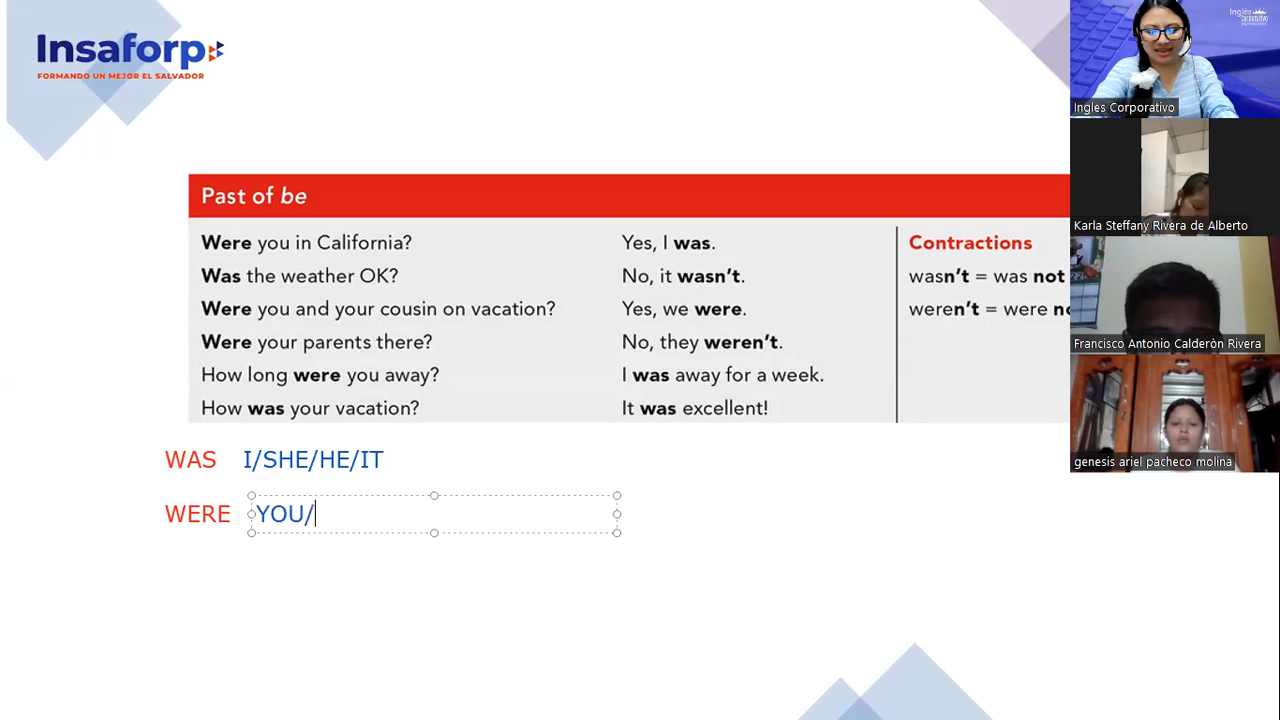 Insaforp
FORMANDO UN MEJOR EL SALVADOR
Past of be
Were you in California? Yes, I was. Contractions
Was the weather OK? No, it wasn't. wasn't = was not
Were you and your cousin on vacation? Yes, we were. weren't = were no
Were your parents there? No, they weren't.
How long were you away? I was away for a week.
How was your vacation? It was excellent!
WAS I/SHE/HE/IT
WERE YOU/
Ingles Corporativo
Karla Steffany Rivera de Alberto
Francisco Antonio Calderòn Rivera
genesis ariel pacheco molina